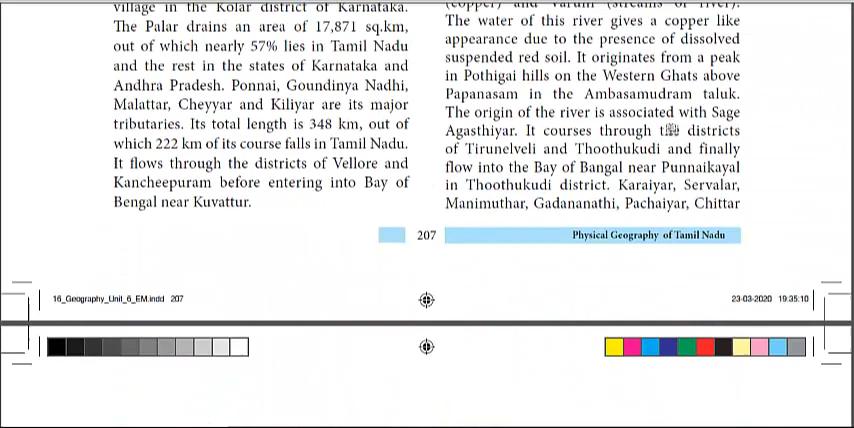 village in the Kolar district of Karnataka.
The Palar drains an area of 17,871 sq.km,
out of which nearly 57% lies in Tamil Nadu
and the rest in the states of Karnataka and
Andhra Pradesh. Ponnai, Goundinya Nadhi,
Malattar, Cheyyar and Kiliyar are its major
tributaries. Its total length is 348 km, out of
which 222 km of its course falls in Tamil Nadu.
It flows through the districts of Vellore and
Kancheepuram before entering into Bay of
Bengal near Kuvattur.
(copper) and varuni (streams of river).
The water of this river gives a copper like
appearance due to the presence of dissolved
suspended red soil. It originates from a peak
in Pothigai hills on the Western Ghats above
Papanasam in the Ambasamudram taluk.
The origin of the river is associated with Sage
Agasthiyar. It courses through the districts
of Tirunelveli and Thoothukudi and finally
flow into the Bay of Bangal near Punnaikayal
in Thoothukudi district. Karaiyar, Servalar,
Manimuthar, Gadananathi, Pachaiyar, Chittar
207
Physical Geography of Tamil Nadu
16_Geography_Unit_6_EM.indd 207
23-03-2020 19:35:10